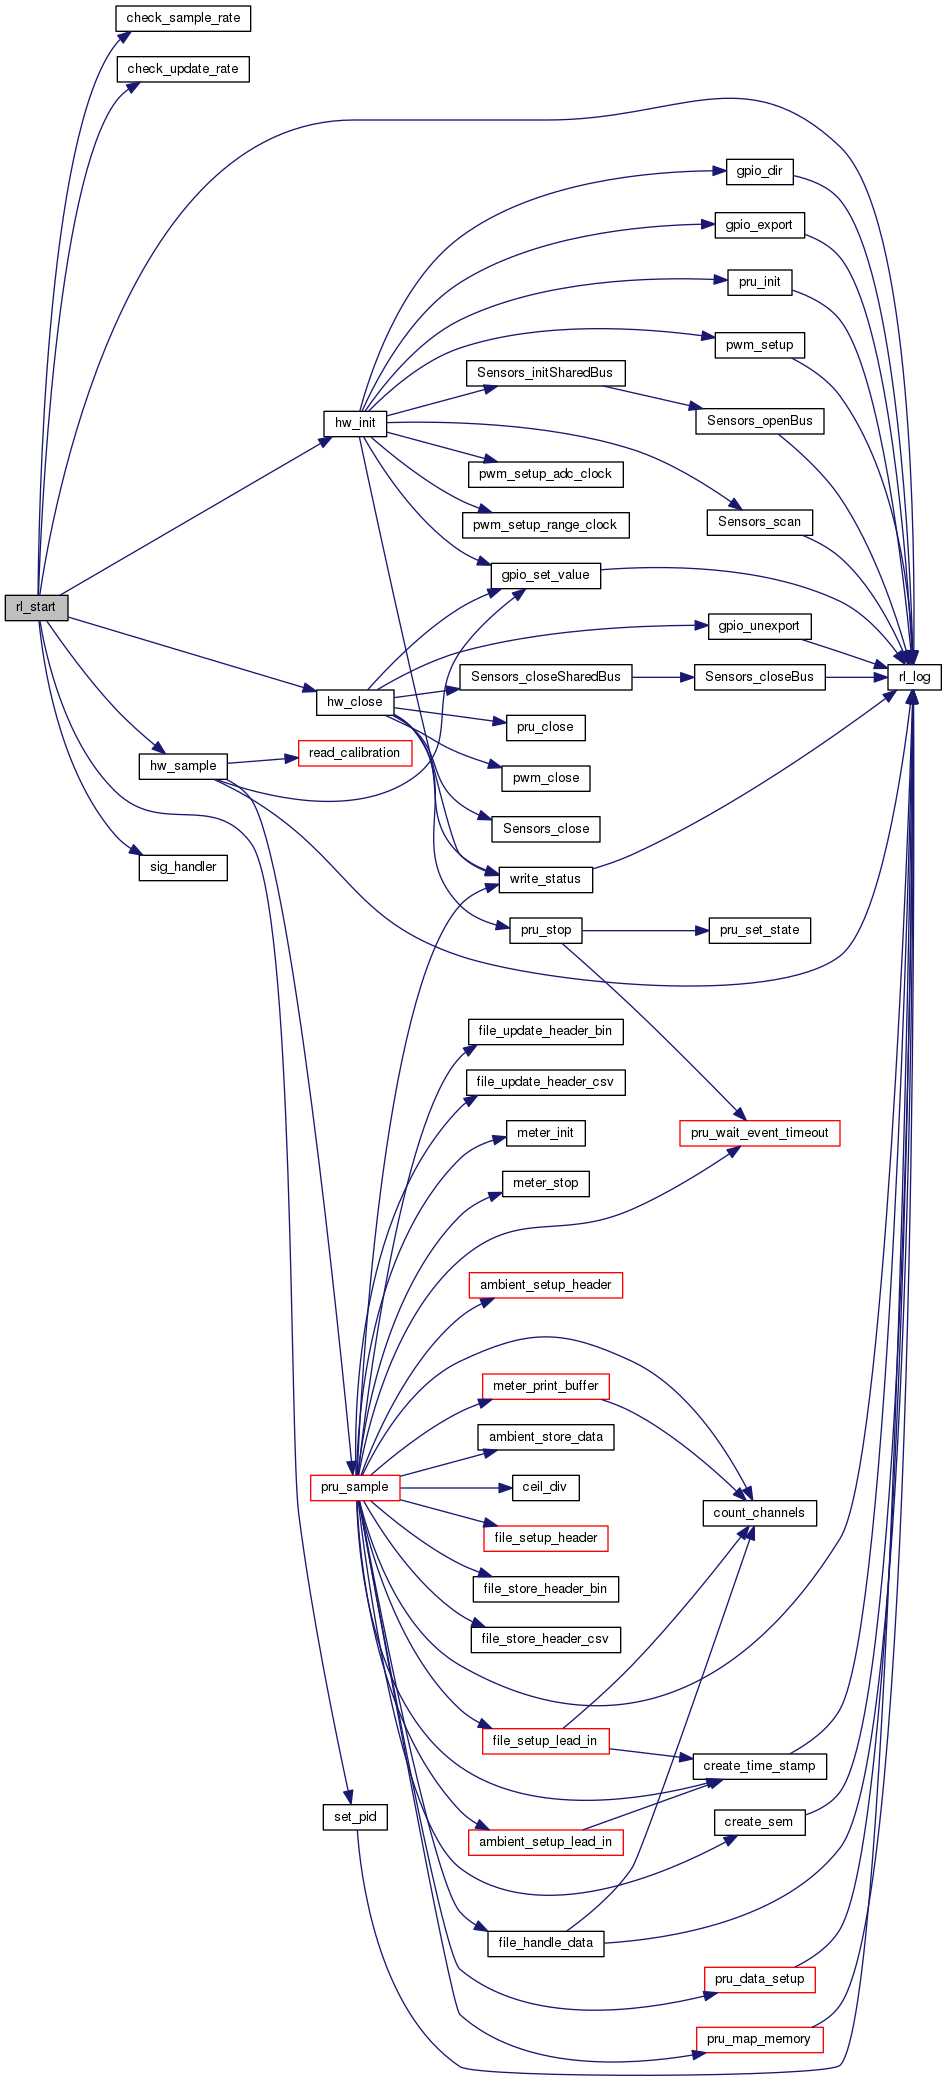 check_sample_rate
check_update_rate
gpio_dir
gpio_export
pru_init
pwm_setup
Sensors_initSharedBus
Sensors_openBus
hw_init
pwm_setup_adc_clock
Sensors_scan
pwm_setup_range_clock
gpio_set_value
rl_start
gpio_unexport
Sensors_closeSharedBus
Sensors_closeBus
rl_log
hw_close
pru_close
read_calibration
hw_sample
pwm_close
Sensors_close
sig_handler
write_status
pru_stop
pru_set_state
file_update_header_bin
file_update_header_csv
meter_init
pru_wait_event_timeout
meter_stop
ambient_setup_header
meter_print_buffer
ambient_store_data
pru_sample
ceil_div
count_channels
file_setup_header
file_store_header_bin
file_store_header_csv
file_setup_lead_in
create_time_stamp
set_pid
create_sem
ambient_setup_lead_in
file_handle_data
pru_data_setup
pru_map_memory